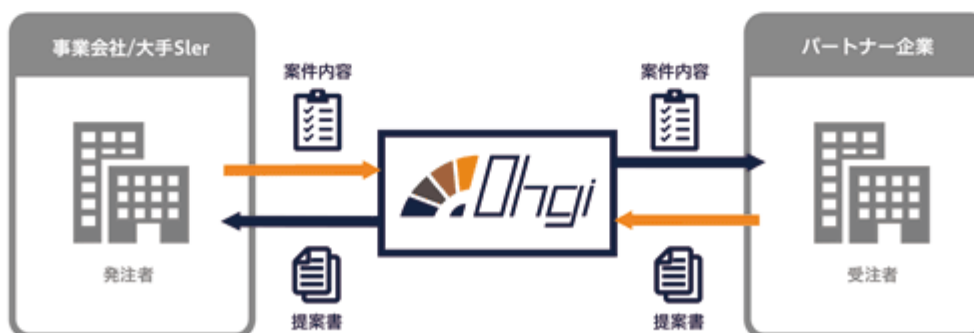 事業会社/大手SIer
パートナー企業
案件内容
案件内容
Ohgi
発注者
受注者
提案書
提案書